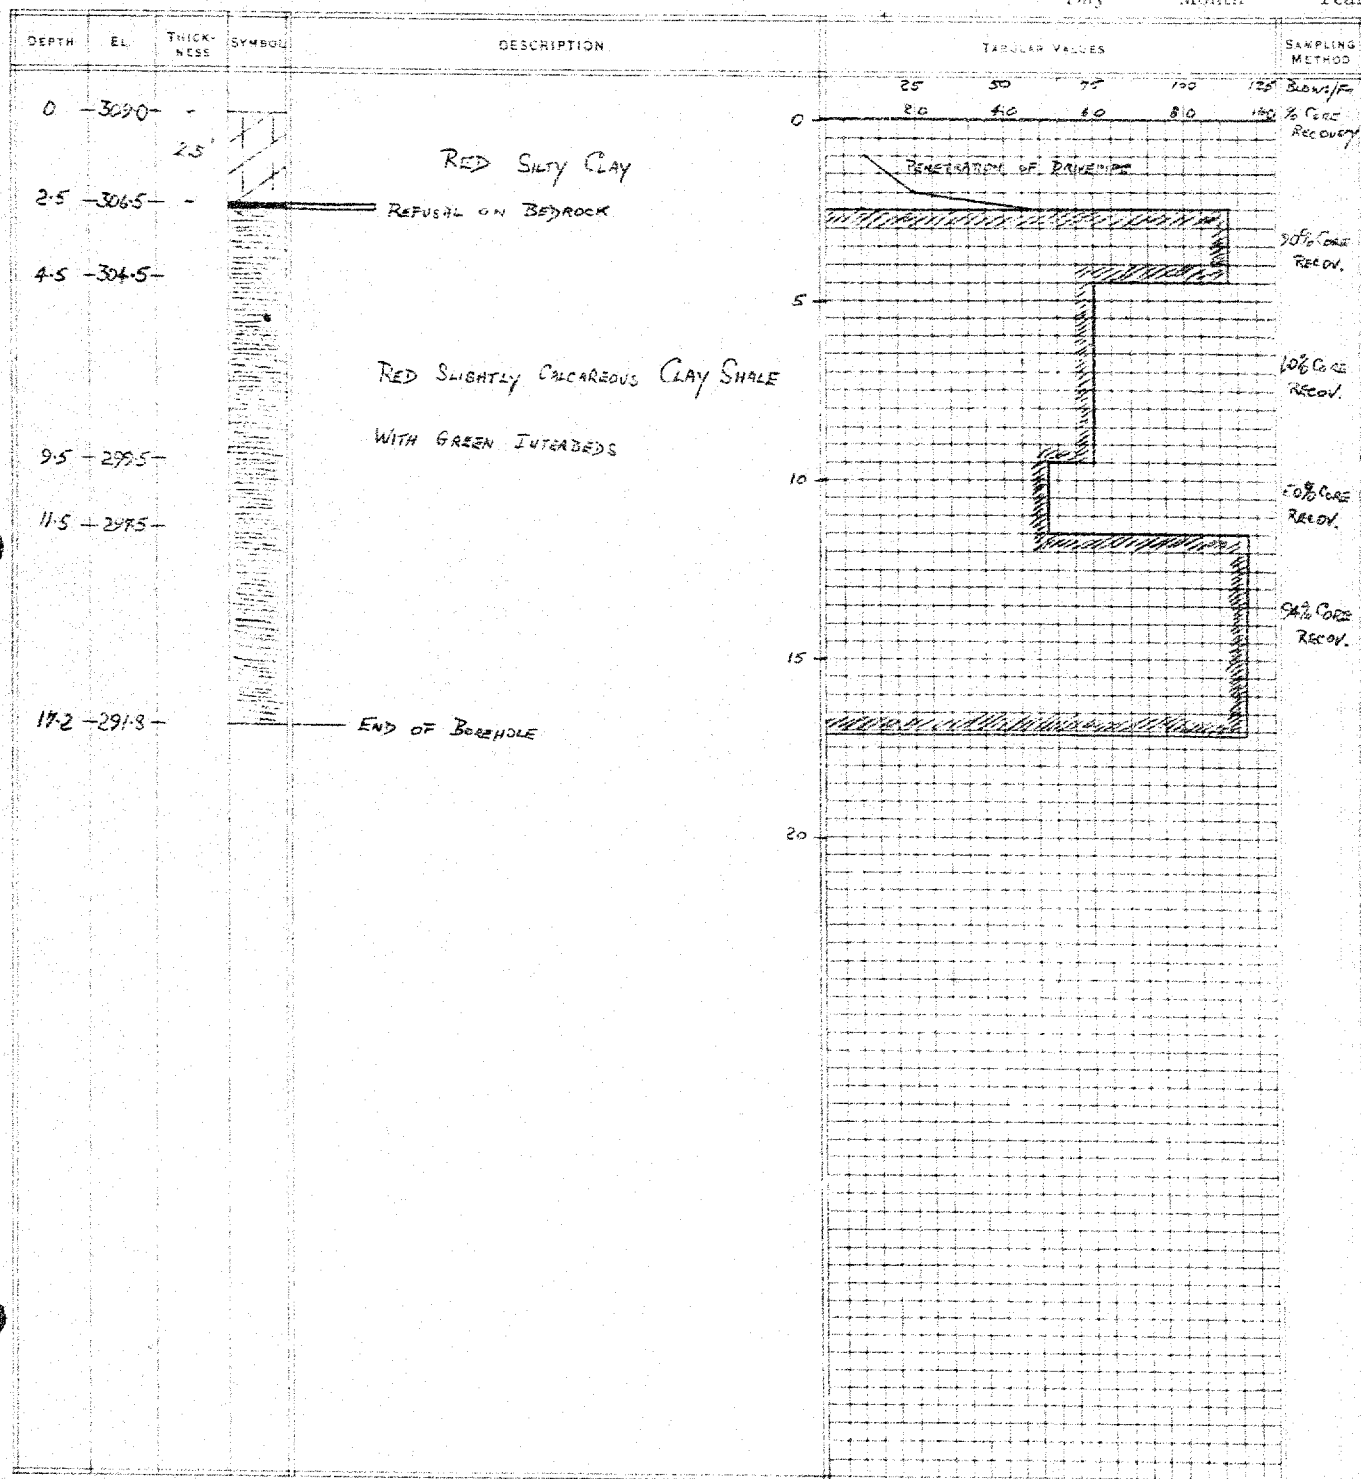 Day Month Year
DEPTH EL. THICK-NESS SYMBOL DESCRIPTION TABULAR VALUES SAMPLING METHOD
25 50 75 100 125 BLOWS/FT
20 40 60 80 100 % CORE RECOVERY
0 - 309.0 - -
0
2.5'
RED SILTY CLAY
PENETRATION OF DRIVEPIPE
2.5 - 306.5 - -
REFUSAL ON BEDROCK
90% CORE
RECOV.
4.5 - 304.5 -
5
RED SLIGHTLY CALCAREOUS CLAY SHALE
60% CORE
RECOV.
WITH GREEN INTERBEDS
9.5 - 299.5 -
10
50% CORE
RECOV.
11.5 - 297.5 -
94% CORE
RECOV.
15
17.2 - 291.8 -
END OF BOREHOLE
20